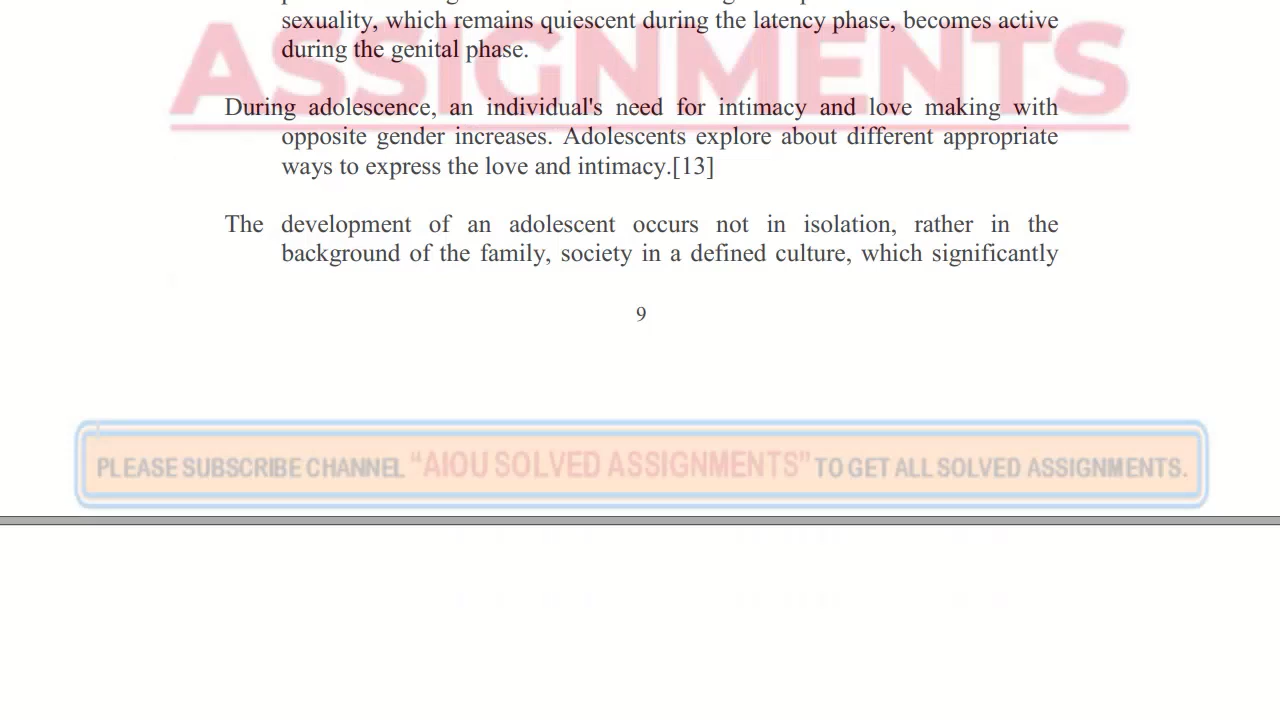 sexuality, which remains quiescent during the latency phase, becomes active
during the genital phase.
ASSIGNMENTS
During adolescence, an individual's need for intimacy and love making with
opposite gender increases. Adolescents explore about different appropriate
ways to express the love and intimacy.[13]
The development of an adolescent occurs not in isolation, rather in the
background of the family, society in a defined culture, which significantly
9
PLEASE SUBSCRIBE CHANNEL “AIOU SOLVED ASSIGNMENTS” TO GET ALL SOLVED ASSIGNMENTS.